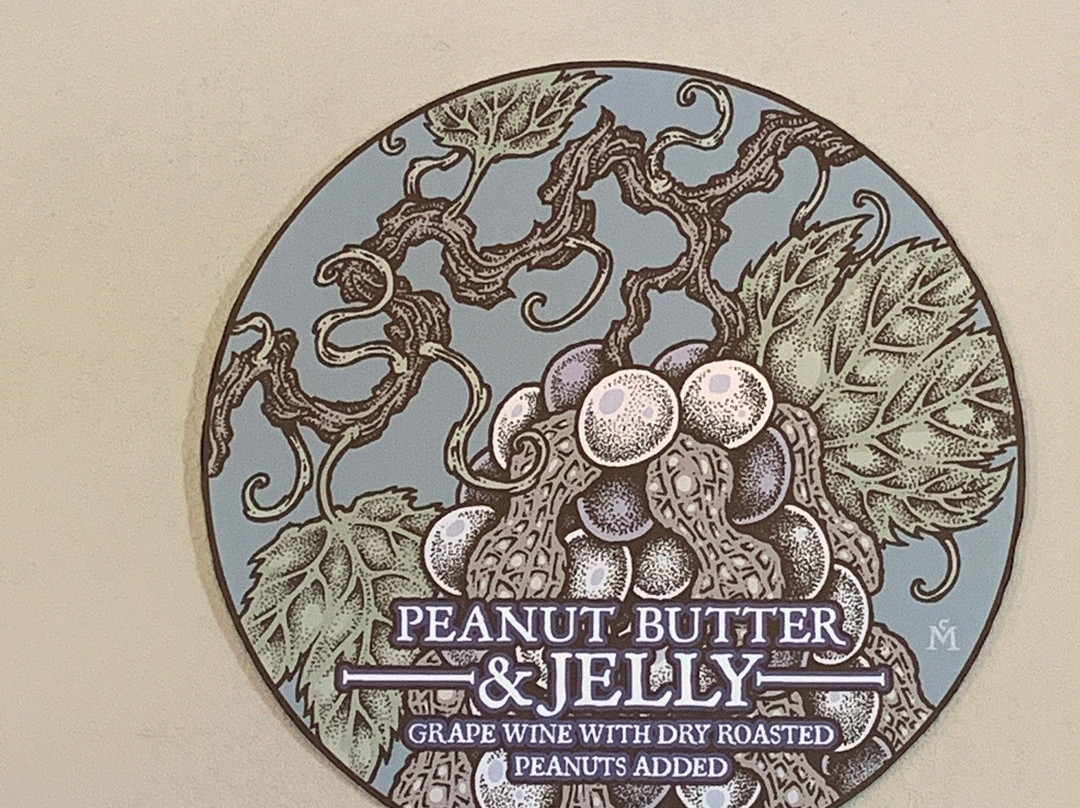 PEANUT BUTTER
& JELLY
GRAPE WINE WITH DRY ROASTED
PEANUTS ADDED